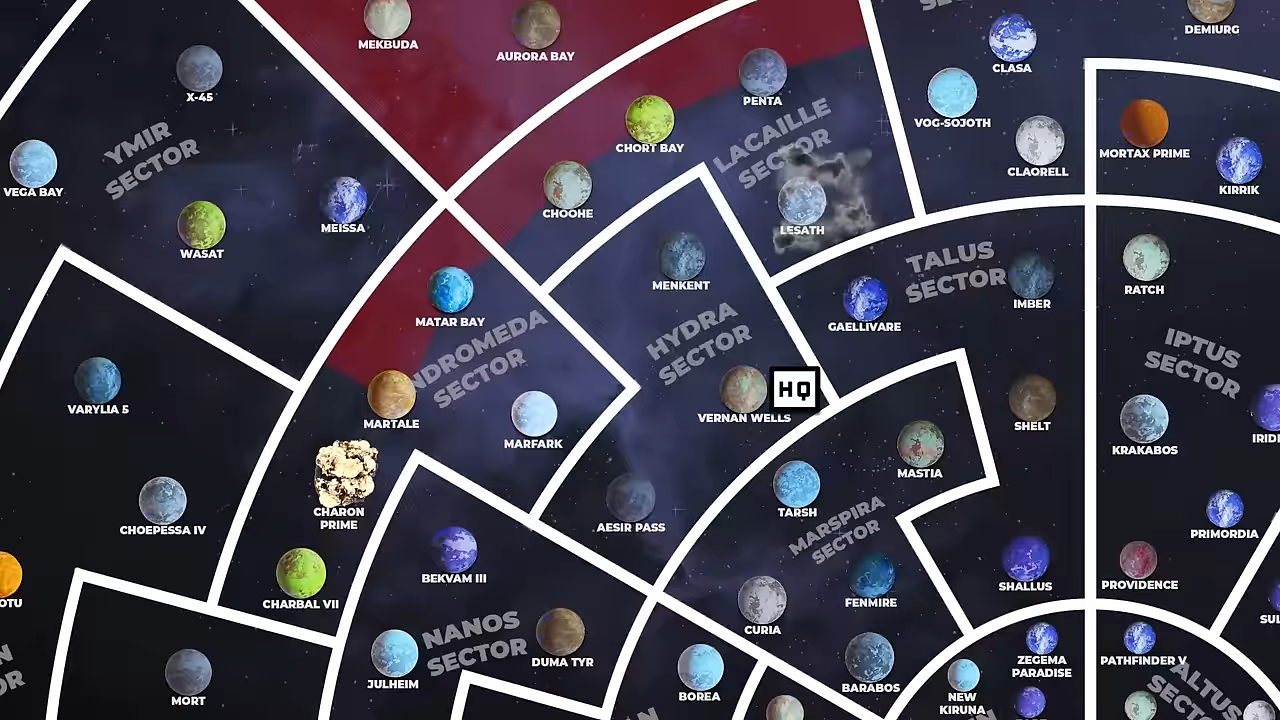 MEKBUDA
AURORA BAY
DEMIURG
X-45
PENTA
CLASA
VOG-SOJOTH
YMIR
SECTOR
LACAILLE
SECTOR
CHORT BAY
MORTAX PRIME
CLAORELL
KIRRIK
VEGA BAY
CHOOHE
MEISSA
LESATH
WASAT
TALUS
SECTOR
MENKENT
RATCH
IMBER
MATAR BAY
GAELLIVARE
NDROMEDA
SECTOR
HYDRA
SECTOR
IPTUS
SECTOR
HQ
VARYLIA 5
MARTALE
VERNAN WELLS
SHELT
IRIDI
MARFARK
KRAKABOS
MASTIA
CHARON
PRIME
TARSH
CHOEPESSA IV
AESIR PASS
MARSPIRA
SECTOR
PRIMORDIA
BEKVAM III
SHALLUS
PROVIDENCE
OTU
CHARBAL VII
FENMIRE
SUL
CURIA
NANOS
SECTOR
DUMA TYR
ZEGEMA
PARADISE
PATHFINDER V
JULHEIM
BARABOS
MORT
BOREA
NEW
KIRUNA
ALTUS